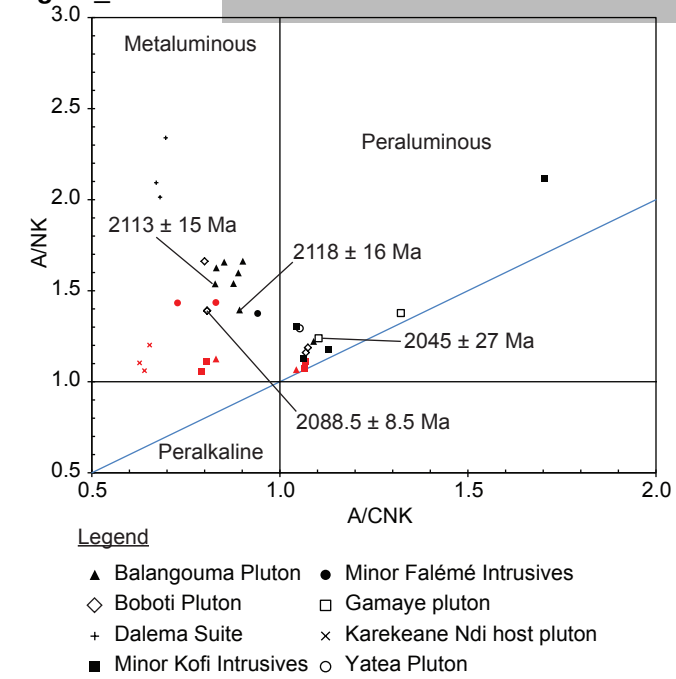 3.0
Metaluminous
2.5
Peraluminous
2.0
2113 ± 15 Ma
2118 ± 16 Ma
A/NK
1.5
2045 ± 27 Ma
1.0
2088.5 ± 8.5 Ma
Peralkaline
0.5
0.5 1.0 1.5 2.0
A/CNK
Legend
Balangouma Pluton Minor Falémé Intrusives
Boboti Pluton Gamaye pluton
Dalema Suite Karekeane Ndi host pluton
Minor Kofi Intrusives Yatea Pluton